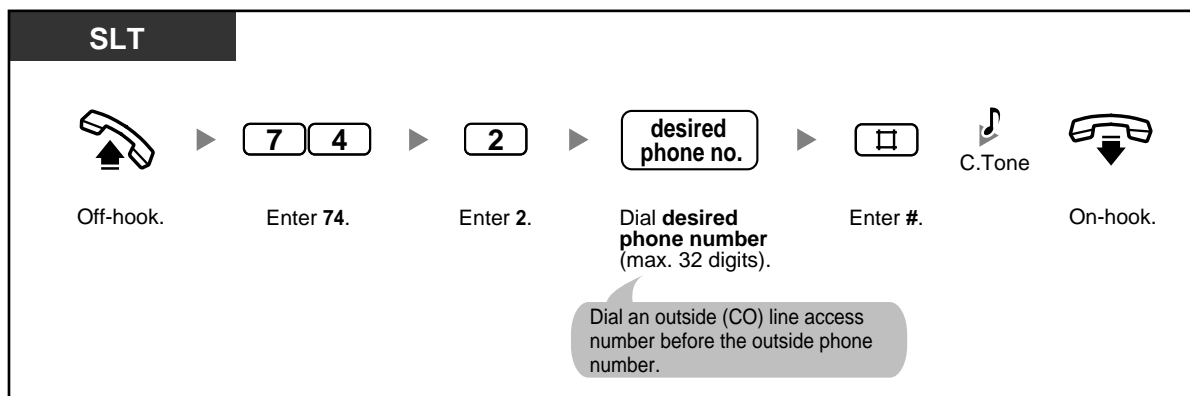 SLT
7 4
2
desired
phone no.
#
C.Tone
Off-hook.
Enter 74.
Enter 2.
Dial desired
phone number
(max. 32 digits).
Enter #.
On-hook.
Dial an outside (CO) line access
number before the outside phone
number.